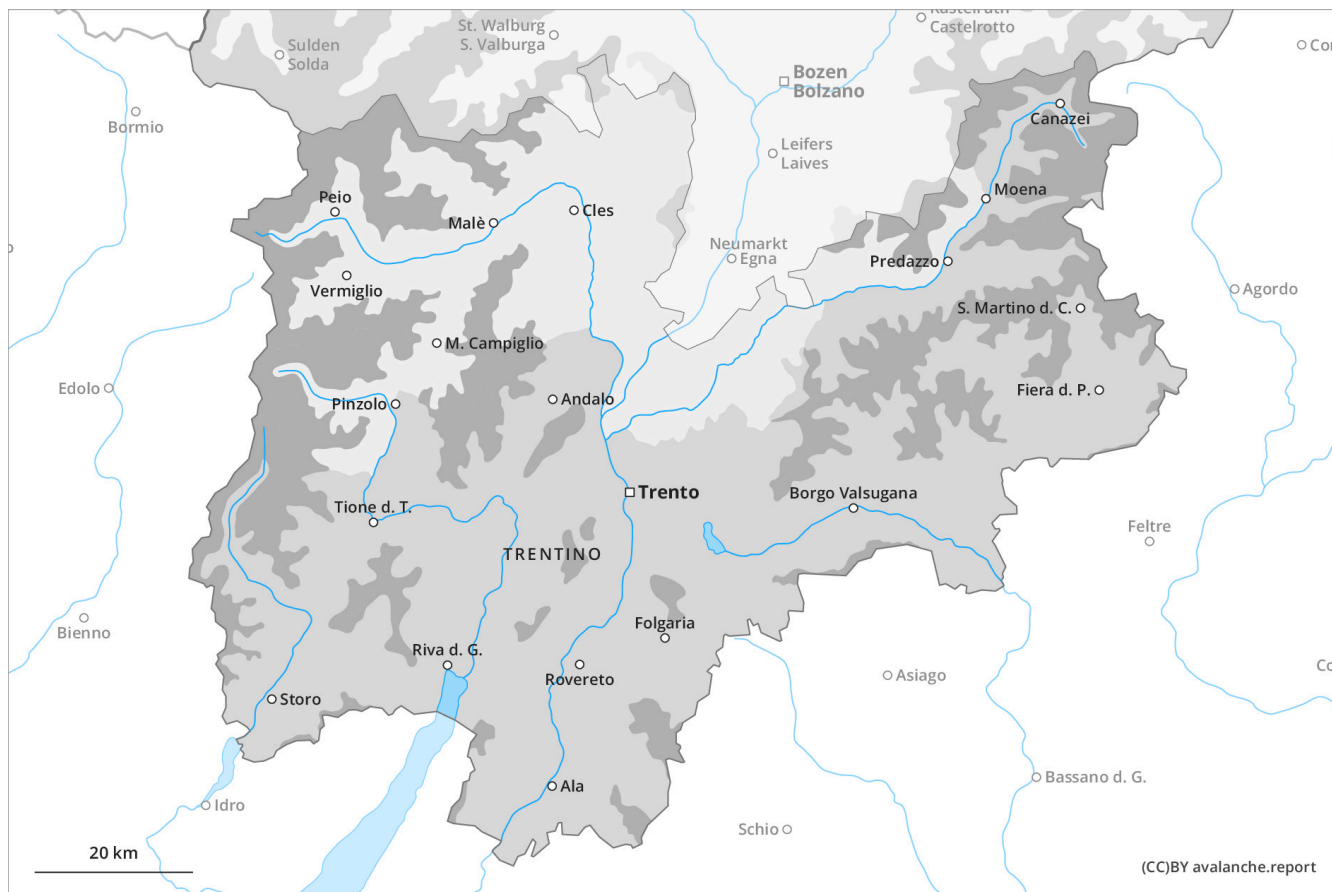 Kastelruth
Castelrotto
St. Walburg
S. Valburga
Sulden
Solda
Bozen
Bolzano
Canazei
Bormio
Leifers
Laives
Peio
Malè
Cles
Moena
Neumarkt
Egna
Predazzo
Vermiglio
Agordo
S. Martino d. C.
M. Campiglio
Edolo
Fiera d. P.
Pinzolo
Andalo
Trento
Borgo Valsugana
Tione d. T.
Feltre
TRENTINO
Bienno
Folgaria
Riva d. G.
Rovereto
Asiago
Storo
Bassano d. G.
Ala
Idro
Schio
20 km
(CC)BY avalanche.report